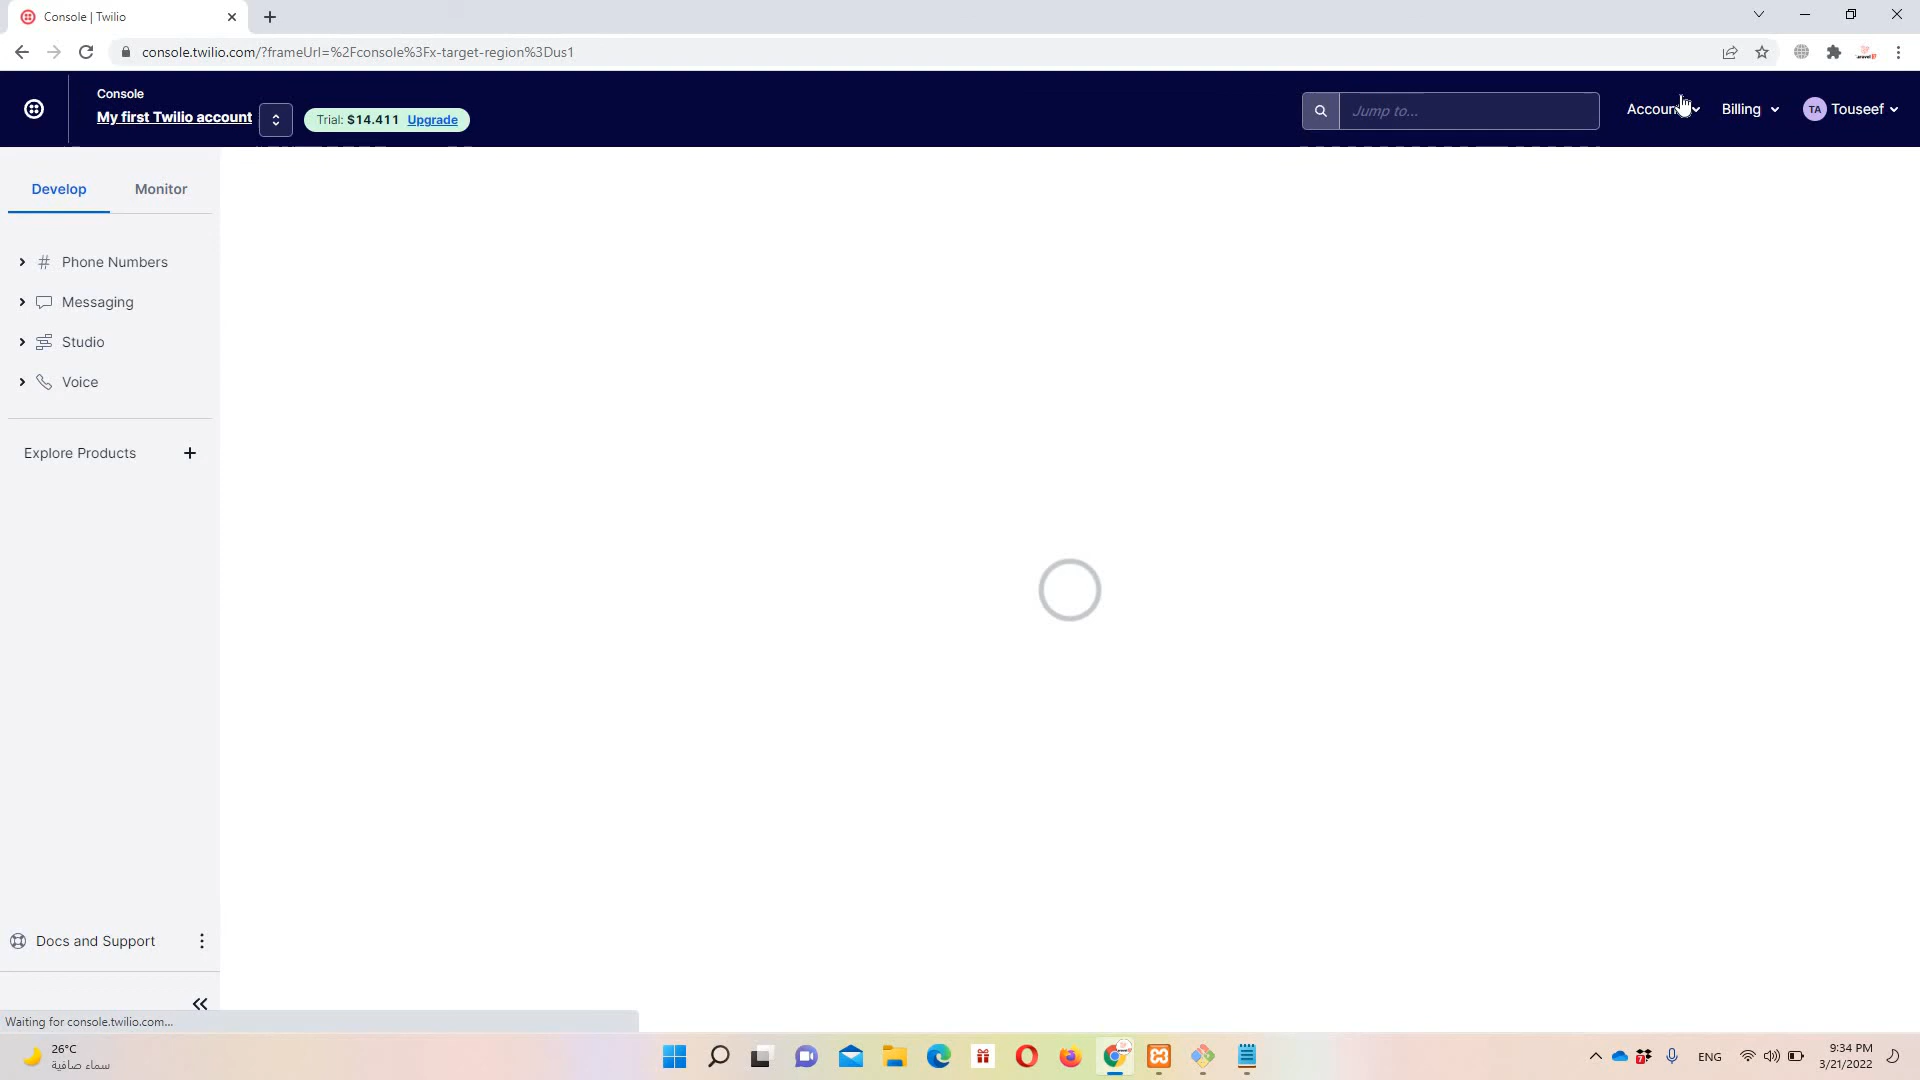 Console | Twilio
console.twilio.com/?frameUrl=%2Fconsole%3Fx-target-region%3Dus1
Console
My first Twilio account
Trial: $14.411 Upgrade
Jump to...
Account
Billing
TA Touseef
Develop
Monitor
Phone Numbers
Messaging
Studio
Voice
Explore Products
Docs and Support
Waiting for console.twilio.com...
26°C
سماء صافية
ENG
9:34 PM
3/21/2022